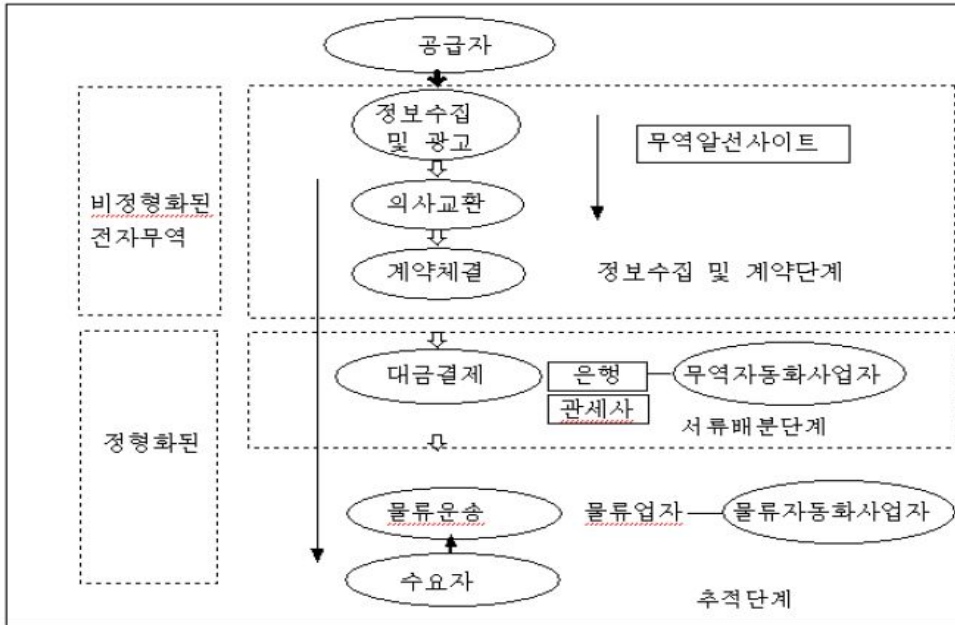 공급자
정보수집
및 광고
무역알선사이트
비정형화된
전자무역
의사교환
계약체결
정보수집 및 계약단계
대금결제
은행
무역자동화사업자
관세사
서류배분단계
정형화된
물류운송
물류업자
물류자동화사업자
수요자
추적단계